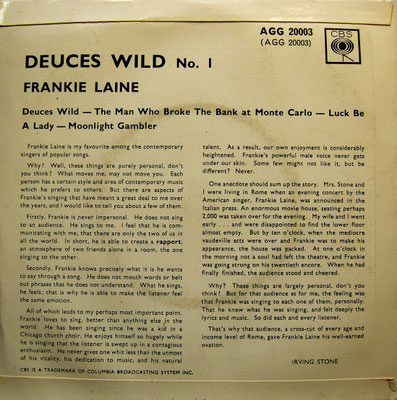 AGG 20003
(AGG 20003)
CBS
DEUCES WILD No. 1
FRANKIE LAINE
Deuces Wild — The Man Who Broke The Bank at Monte Carlo — Luck Be
A Lady — Moonlight Gambler
Frankie Laine is my favourite among the contemporary
singers of popular songs.
Why? Well, these things are purely personal, don't
you think? What moves me, may not move you. Each
person has a certain style and area of contemporary music
which he prefers to others. But there are aspects of
Frankie's singing that have meant a great deal to me over
the years, and I would like to tell you about a few of them.
Firstly, Frankie is never impersonal. He does not sing
to an audience. He sings to me. I feel that he is com-
municating with me, that there are only the two of us in
all the world. In short, he is able to create a rapport,
an atmosphere of two friends alone in a room, the one
singing to the other.
Secondly, Frankie knows precisely what it is he wants
to say through a song. He does not mouth words or belt
out phrases that he does not understand. What he sings,
he feels: that is why he is able to make the listener feel
the same emotion.
All of which leads to my perhaps most important point.
Frankie loves to sing, better than anything else in the
world. He has been singing since he was a kid in a
Chicago church choir. He enjoys himself so hugely while
he is singing that the listener is swept up in a contagious
enthusiasm. He never gives one whit less than the utmost
of his vitality, his dedication to music, and his natural
CBS IS A TRADEMARK OF COLUMBIA BROADCASTING SYSTEM INC.
talent. As a result, our own enjoyment is considerably
heightened. Frankie's powerful male voice never gets
under our skin. Some few might not like it, but be
different? Never.
One anecdote should sum up the story. Mrs. Stone and
I were living in Rome when an evening concert by the
American singer, Frankie Laine, was announced in the
Italian press. An enormous movie house, seating perhaps
2,000 was taken over for the evening. My wife and I went
early . . . and were disappointed to find the lower floor
almost empty. But by ten o'clock, when the mediocre
vaudeville acts were over and Frankie was to make his
appearance, the house was packed. At one o'clock in
the morning not a soul had left the theatre, and Frankie
was going strong on his twentieth encore. When he had
finally finished, the audience stood and cheered.
Why? These things are largely personal, don't you
think? But for that audience as for me, the feeling was
that Frankie was singing to each one of them, personally.
That he knew what he was singing, and felt deeply the
lyrics and music. So did each and every listener.
That's why that audience, a cross-cut of every age and
income level of Rome, gave Frankie Laine his well-earned
ovation.
IRVING STONE